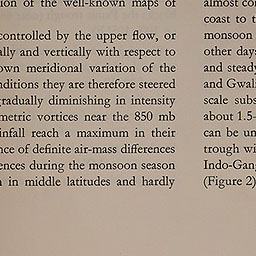 ion of the well-known maps of
controlled by the upper flow, or
ally and vertically with respect to
own meridional variation of the
nditions they are therefore steered
gradually diminishing in intensity
metric vortices near the 850 mb
infall reach a maximum in their
nce of definite air-mass differences
ences during the monsoon season
n in middle latitudes and hardly
almost co
coast to t
monsoon
other days
and steady
and Gwali
scale subs
about 1.5-
can be un
trough wi
Indo-Gang
(Figure 2)